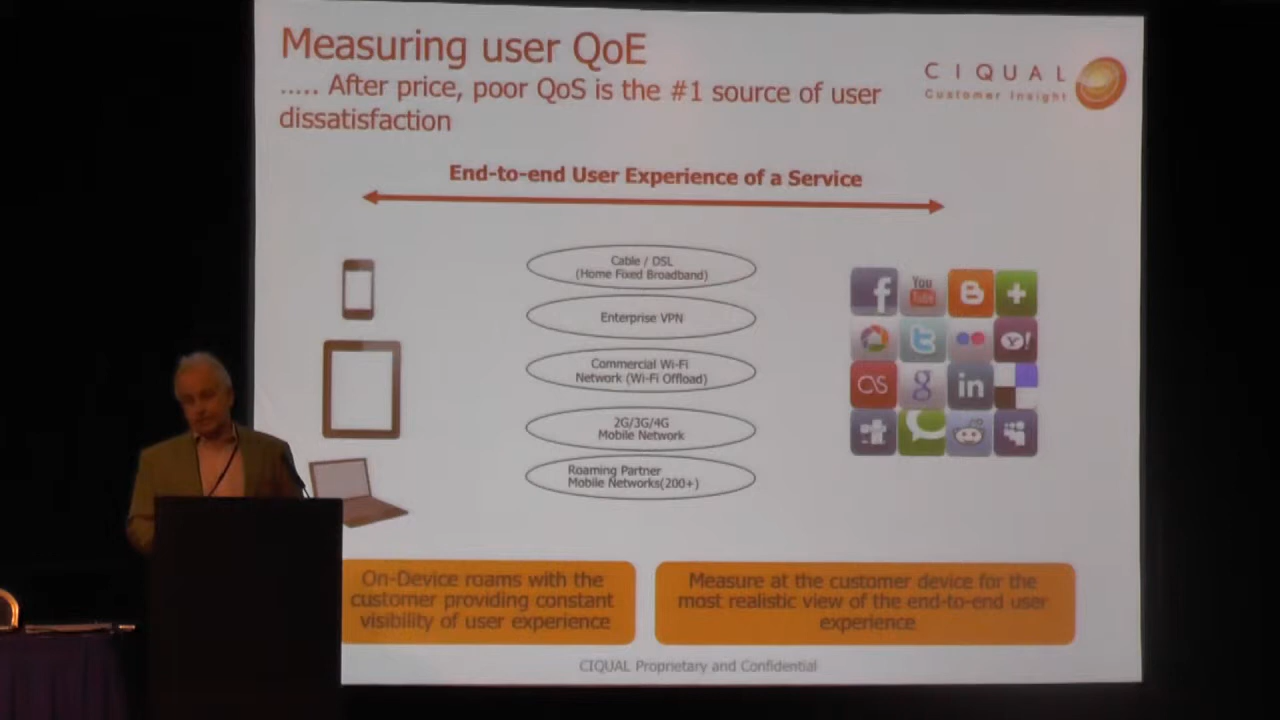 Measuring user QoE
..... After price, poor QoS is the #1 source of user
dissatisfaction
CIQUAL
Customer Insight
End-to-end User Experience of a Service
Cable / DSL
(Home Fixed Broadband)
Enterprise VPN
Commercial Wi-Fi
Network (Wi-Fi Offload)
2G/3G/4G
Mobile Network
Roaming Partner
Mobile Networks(200+)
f
You
Tube
B
+
t
Y!
g
in
On-Device roams with the
customer providing constant
visibility of user experience
Measure at the customer device for the
most realistic view of the end-to-end user
experience
CIQUAL Proprietary and Confidential